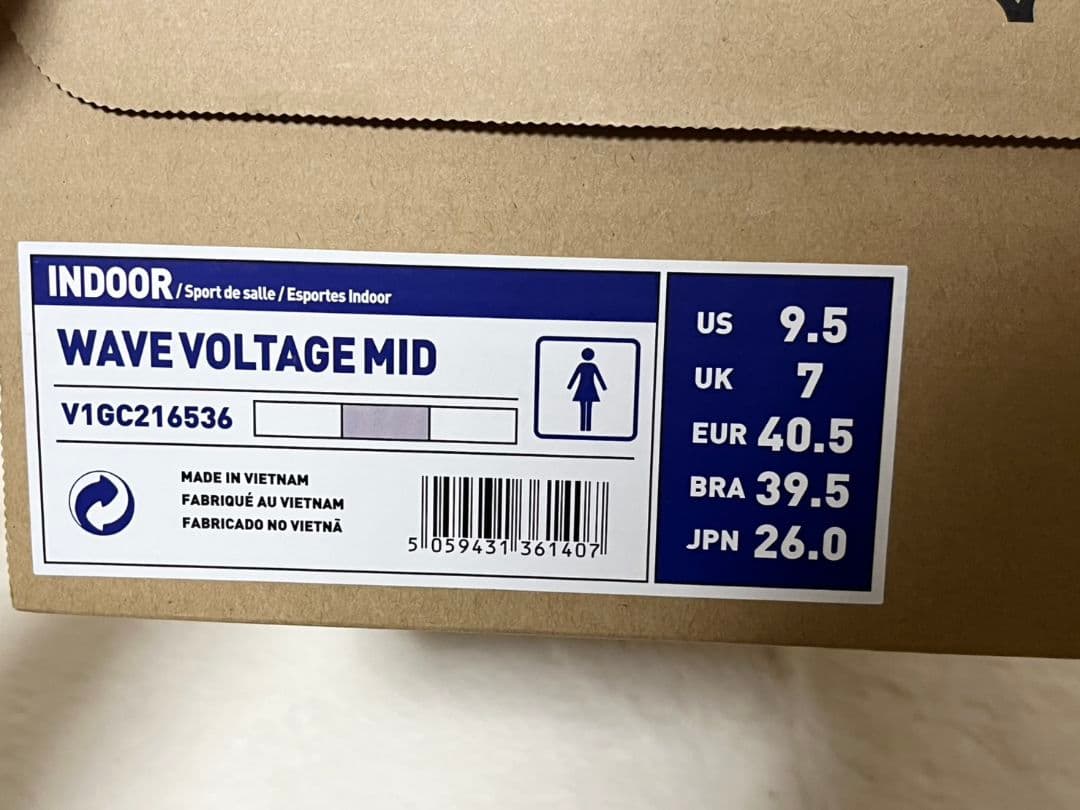 INDOOR / Sport de salle / Esportes Indoor
WAVE VOLTAGE MID
V1GC216536
MADE IN VIETNAM
FABRIQUÉ AU VIETNAM
FABRICADO NO VIETNÃ
5 059431 361407
US 9.5
UK 7
EUR 40.5
BRA 39.5
JPN 26.0